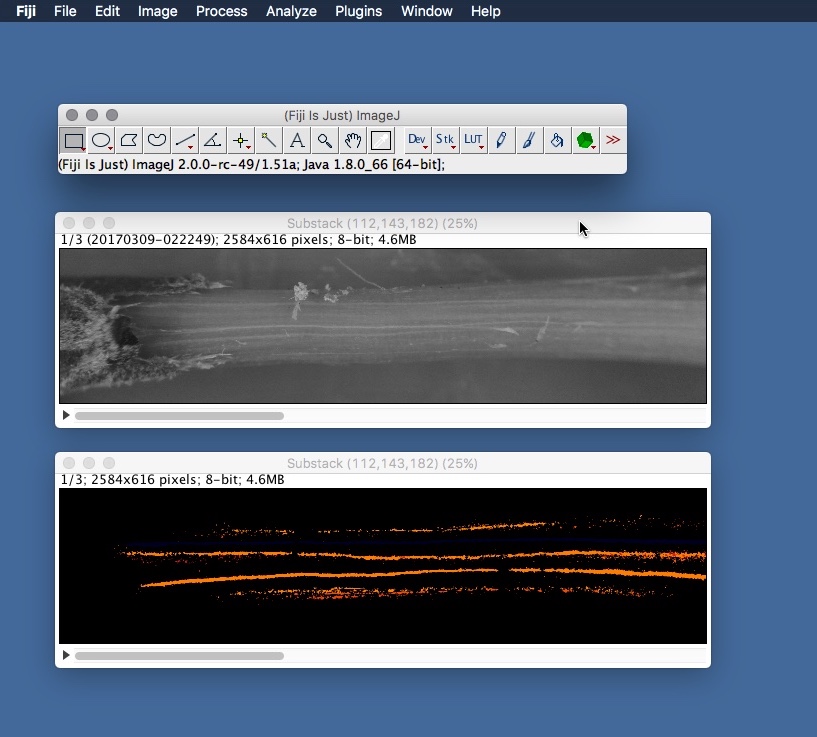 Fiji File Edit Image Process Analyze Plugins Window Help
(Fiji Is Just) ImageJ
Dev Stk LUT
(Fiji Is Just) ImageJ 2.0.0-rc-49/1.51a; Java 1.8.0_66 [64-bit];
Substack (112,143,182) (25%)
1/3 (20170309-022249); 2584x616 pixels; 8-bit; 4.6MB
Substack (112,143,182) (25%)
1/3; 2584x616 pixels; 8-bit; 4.6MB